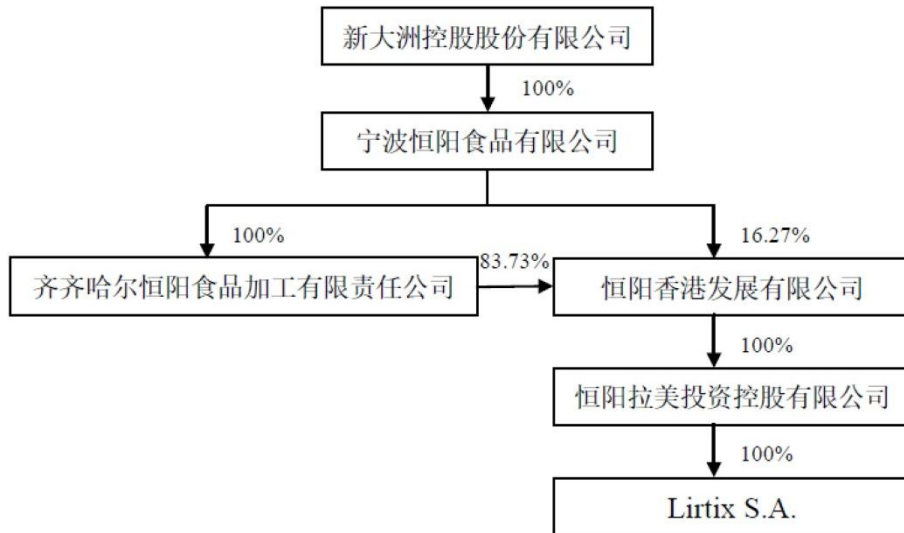 新大洲控股股份有限公司
100%
宁波恒阳食品有限公司
100%
16.27%
齐齐哈尔恒阳食品加工有限责任公司
83.73%
恒阳香港发展有限公司
100%
恒阳拉美投资控股有限公司
100%
Lirtix S.A.